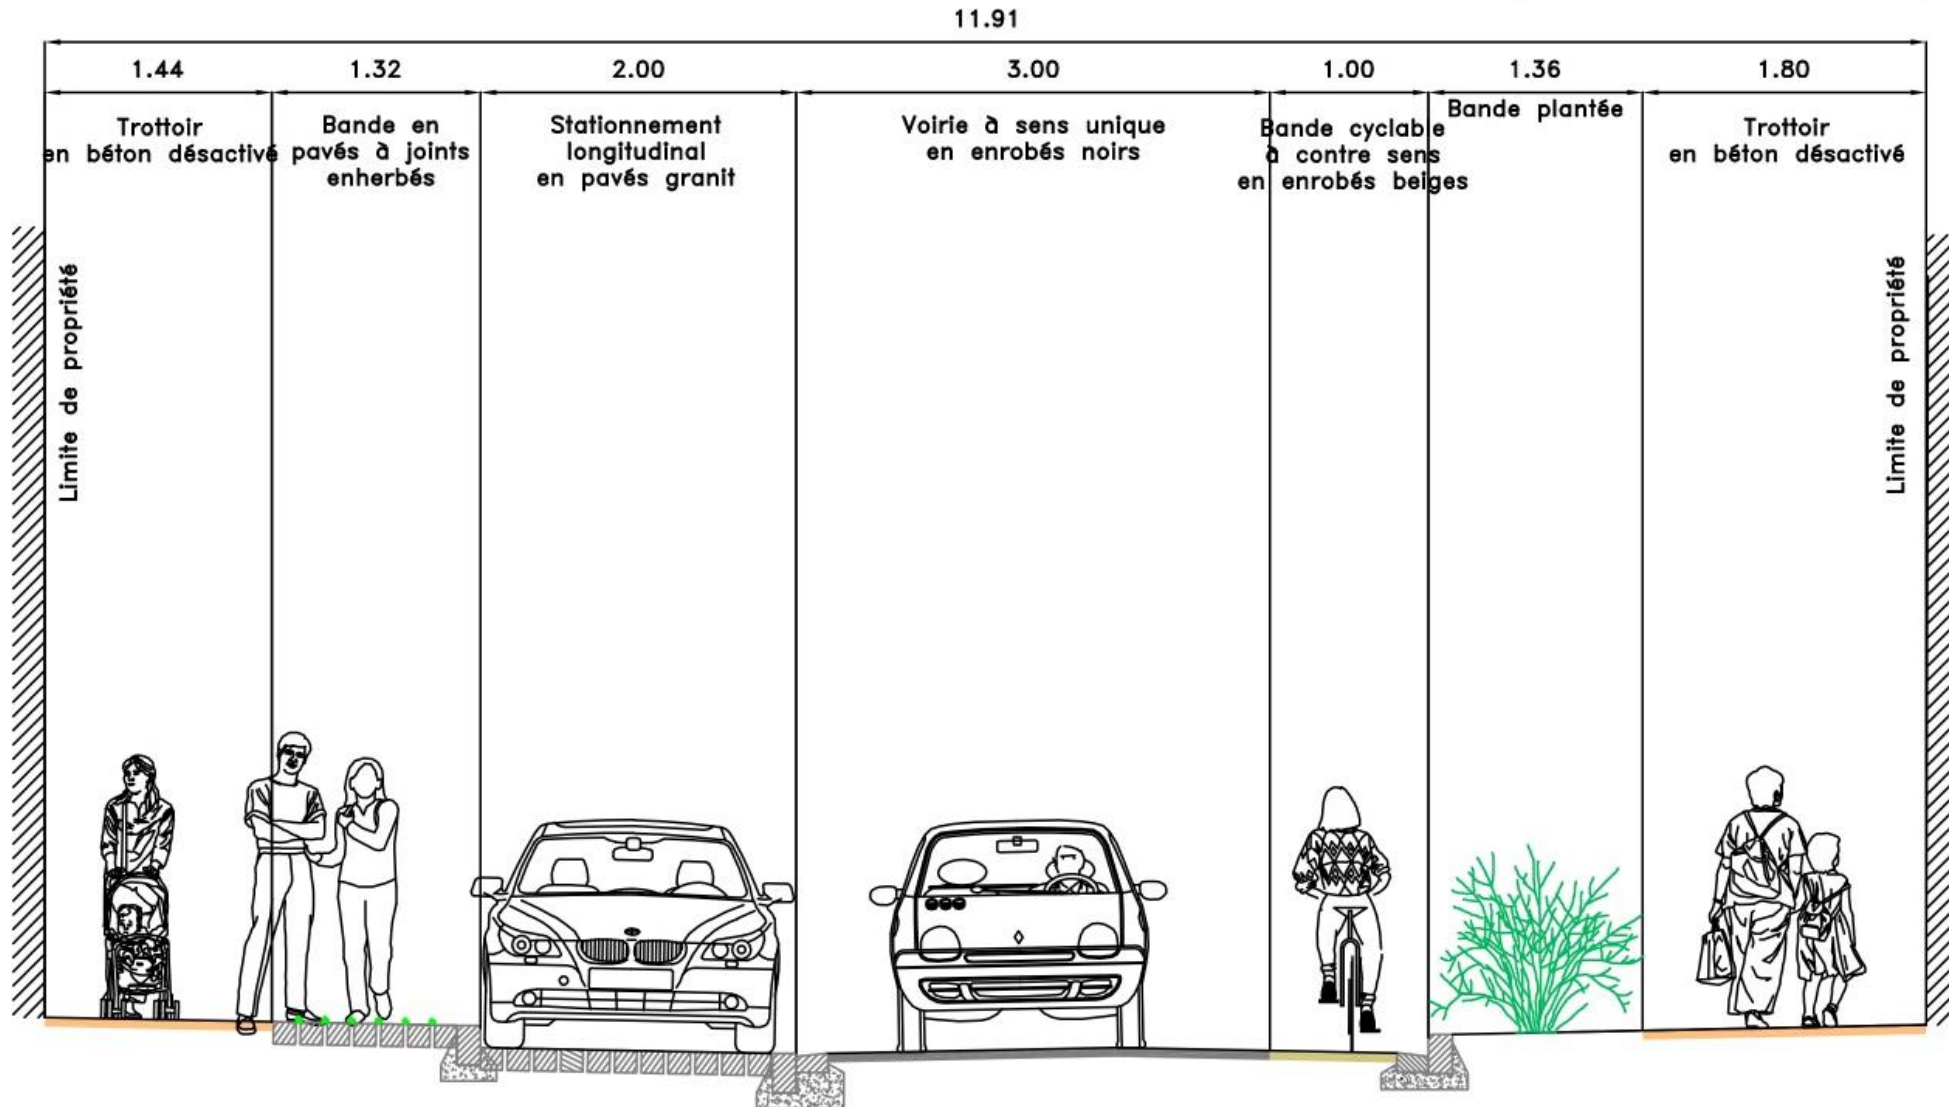 11.91
1.44
1.32
2.00
3.00
1.00
1.36
1.80
Trottoir
en béton désactivé
Bande en
pavés à joints
enherbés
Stationnement
longitudinal
en pavés granit
Voirie à sens unique
en enrobés noirs
Bande cyclable
à contre sens
en enrobés beiges
Bande plantée
Trottoir
en béton désactivé
Limite de propriété
Limite de propriété